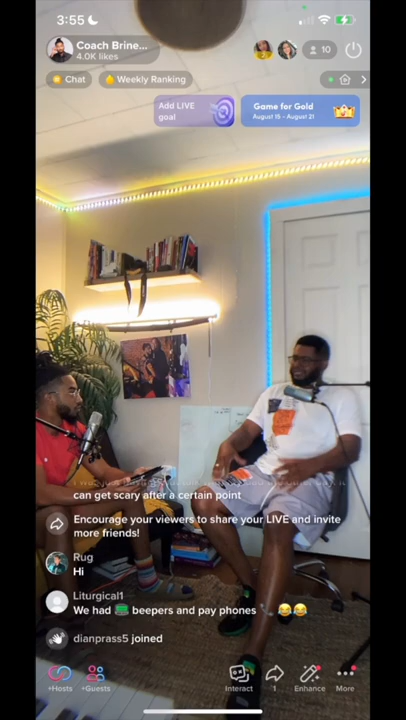 3:55
Coach Brine...
4.0K likes
10
Chat
Weekly Ranking
Add LIVE
goal
Game for Gold
August 15 - August 21
can get scary after a certain point
Encourage your viewers to share your LIVE and invite
more friends!
Rug
Hi
Liturgical1
We had 📟 beepers and pay phones 📞 😂😂
dianprass5 joined
+Hosts
+Guests
Interact
1
Enhance
More